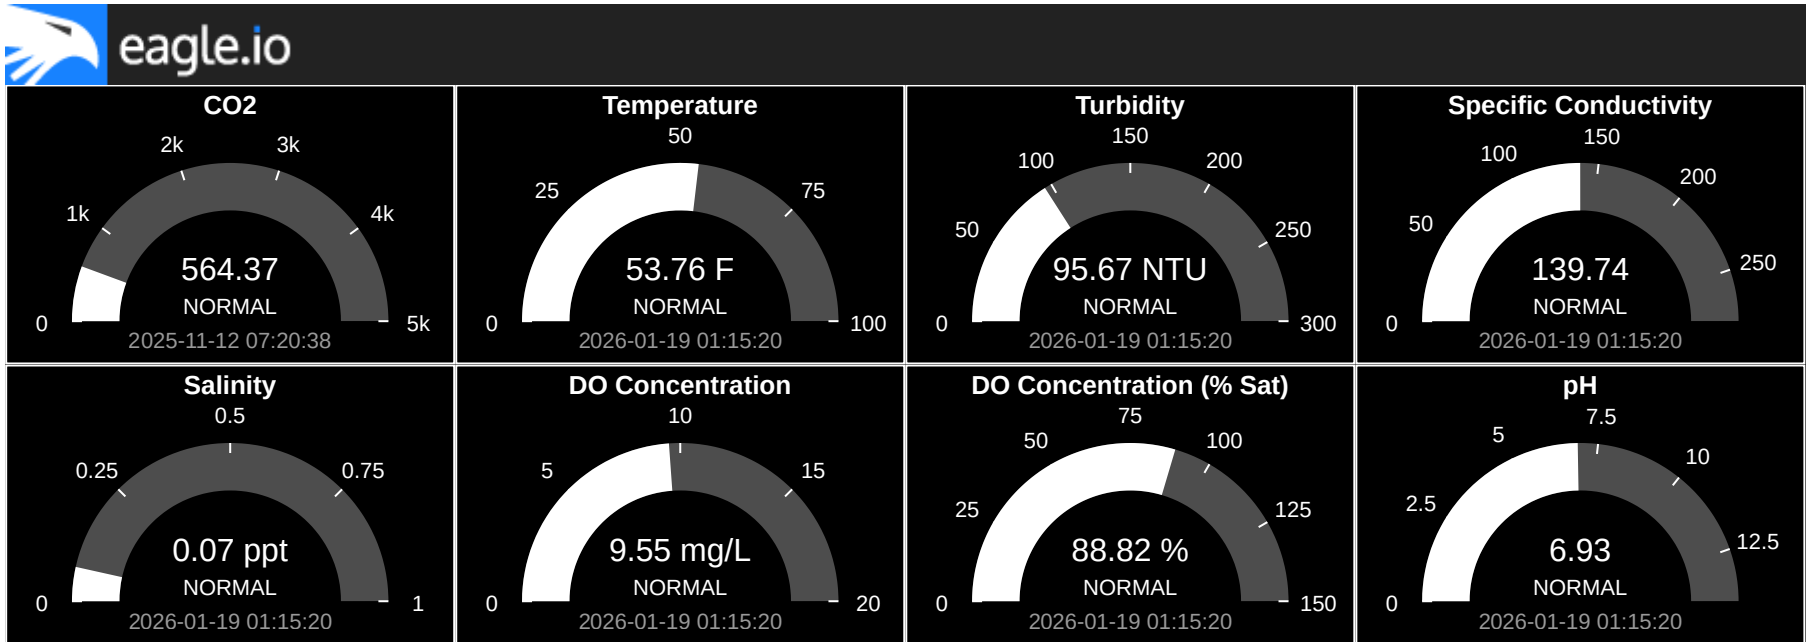 eagle.io
CO2
0
1k
2k
3k
4k
5k
564.37
NORMAL
2025-11-12 07:20:38
Temperature
0
25
50
75
100
53.76 F
NORMAL
2026-01-19 01:15:20
Turbidity
0
50
100
150
200
250
300
95.67 NTU
NORMAL
2026-01-19 01:15:20
Specific Conductivity
0
50
100
150
200
250
139.74
NORMAL
2026-01-19 01:15:20
Salinity
0
0.25
0.5
0.75
1
0.07 ppt
NORMAL
2026-01-19 01:15:20
DO Concentration
0
5
10
15
20
9.55 mg/L
NORMAL
2026-01-19 01:15:20
DO Concentration (% Sat)
0
25
50
75
100
125
150
88.82 %
NORMAL
2026-01-19 01:15:20
pH
0
2.5
5
7.5
10
12.5
6.93
NORMAL
2026-01-19 01:15:20